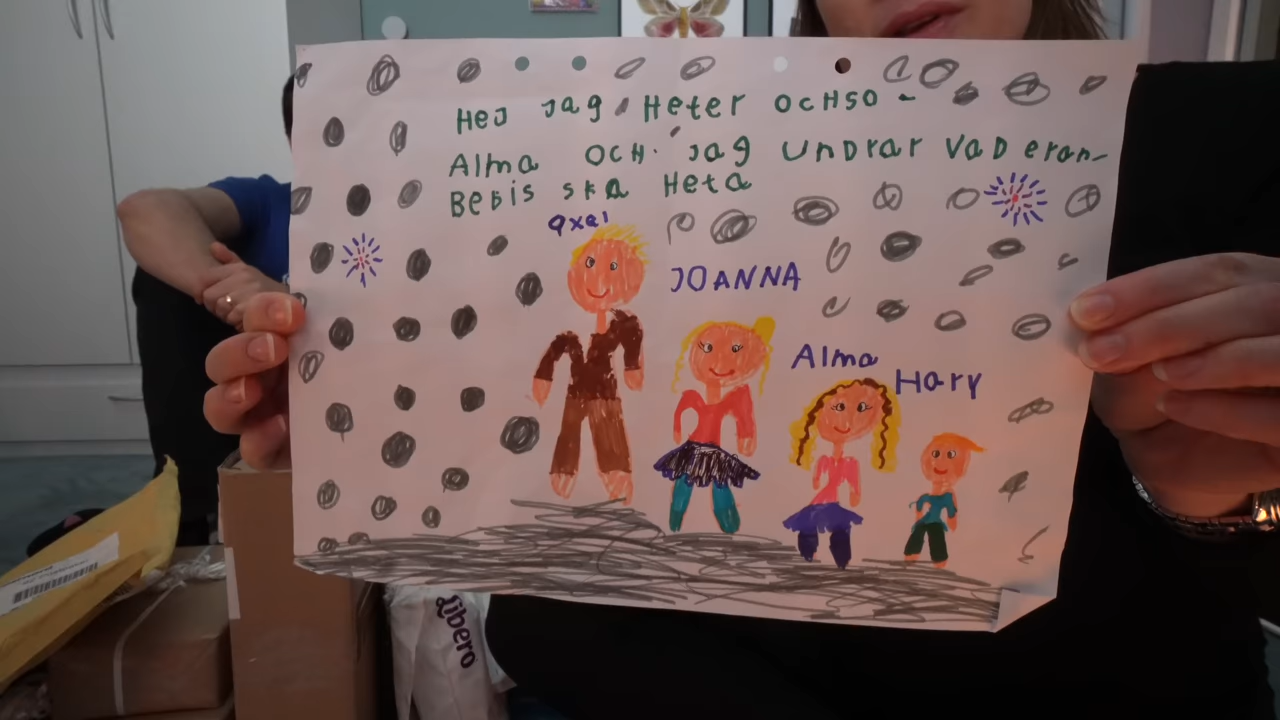 Hej jag Heter OCHSO -
Alma OCH jag UnDrar VaD eran-
BeBis ska Heta
axel
JOANNA
Alma
Hary
Libero